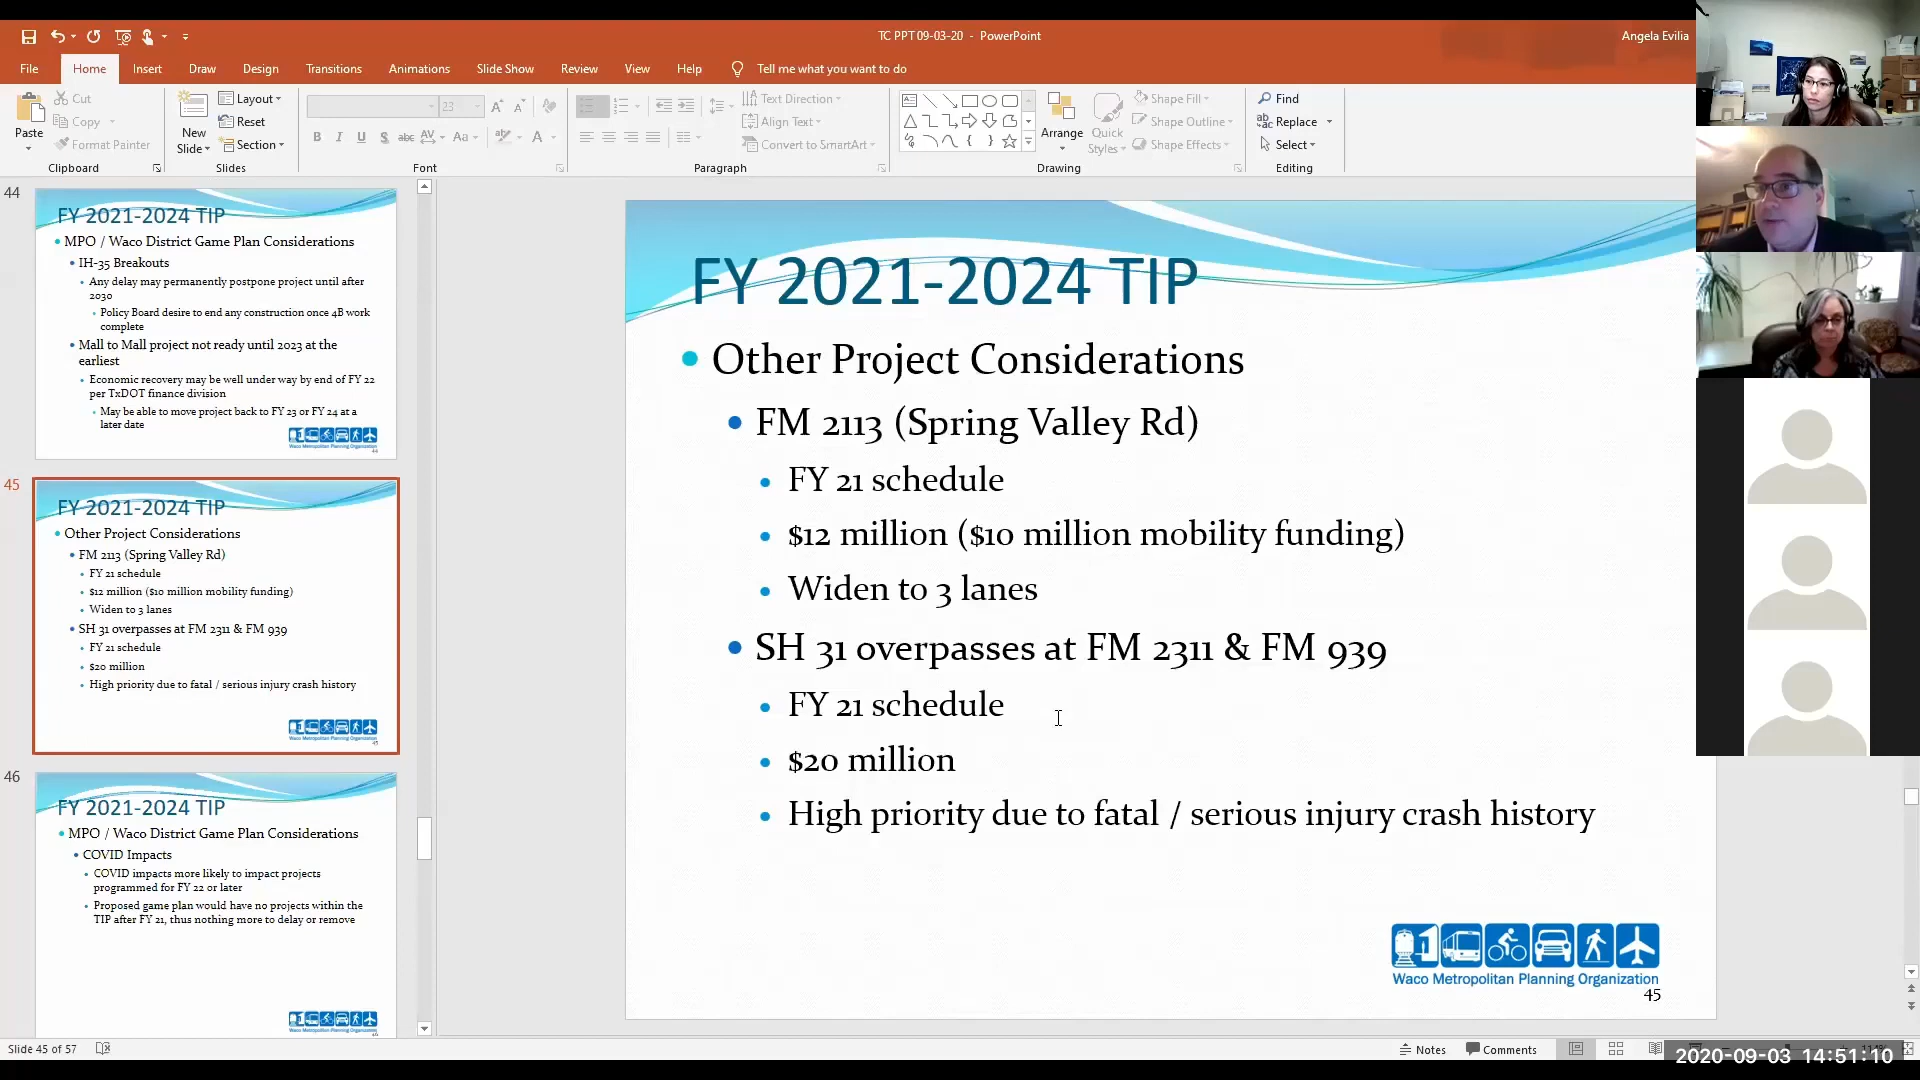 TC PPT 09-03-20 - PowerPoint
Angela Evilia
File Home Insert Draw Design Transitions Animations Slide Show Review View Help Tell me what you want to do
Paste
Cut
Copy
Format Painter
Clipboard
New
Slide
Layout
Reset
Section
Slides
23
Font
Text Direction
Align Text
Convert to SmartArt
Paragraph
Arrange
Quick
Styles
Shape Fill
Shape Outline
Shape Effects
Drawing
Find
Replace
Select
Editing
44
FY 2021-2024 TIP
MPO / Waco District Game Plan Considerations
IH-35 Breakouts
Any delay may permanently postpone project until after
2030
Policy Board desire to end any construction once 4B work
complete
Mall to Mall project not ready until 2023 at the
earliest
Economic recovery may be well under way by end of FY 22
per TxDOT finance division
May be able to move project back to FY 23 or FY 24 at a
later date
Waco Metropolitan Planning Organization
44
45
FY 2021-2024 TIP
Other Project Considerations
FM 2113 (Spring Valley Rd)
FY 21 schedule
$12 million ($10 million mobility funding)
Widen to 3 lanes
SH 31 overpasses at FM 2311 & FM 939
FY 21 schedule
$20 million
High priority due to fatal / serious injury crash history
Waco Metropolitan Planning Organization
45
46
FY 2021-2024 TIP
MPO / Waco District Game Plan Considerations
COVID Impacts
COVID impacts more likely to impact projects
programmed for FY 22 or later
Proposed game plan would have no projects within the
TIP after FY 21, thus nothing more to delay or remove
Waco Metropolitan Planning Organization
FY 2021-2024 TIP
Other Project Considerations
FM 2113 (Spring Valley Rd)
FY 21 schedule
$12 million ($10 million mobility funding)
Widen to 3 lanes
SH 31 overpasses at FM 2311 & FM 939
FY 21 schedule
$20 million
High priority due to fatal / serious injury crash history
Waco Metropolitan Planning Organization
45
Slide 45 of 57
Notes
Comments
2020-09-03 14:51:10